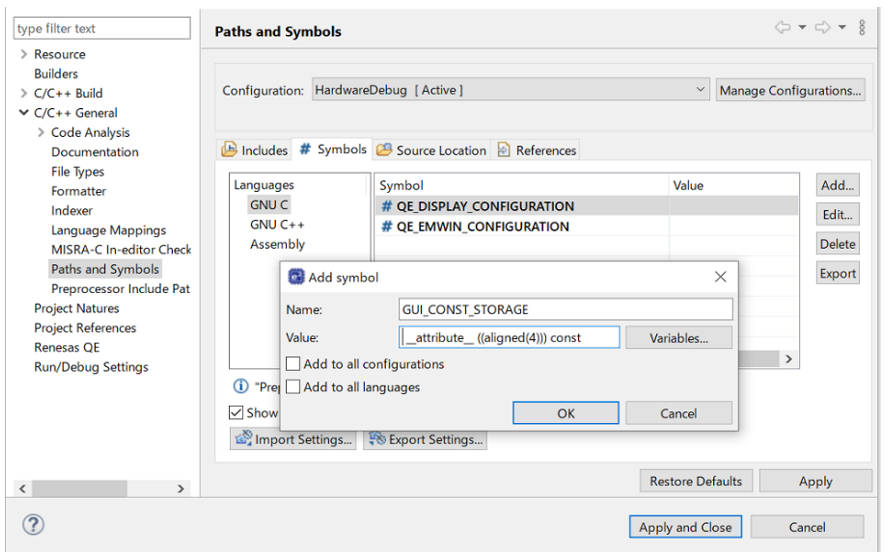 type filter text
Resource
Builders
C/C++ Build
C/C++ General
Code Analysis
Documentation
File Types
Formatter
Indexer
Language Mappings
MISRA-C In-editor Check
Paths and Symbols
Preprocessor Include Pat
Project Natures
Project References
Renesas QE
Run/Debug Settings
Paths and Symbols
Configuration: HardwareDebug [ Active ]
Manage Configurations...
Includes # Symbols Source Location References
Languages
GNU C
GNU C++
Assembly
Symbol Value
# QE_DISPLAY_CONFIGURATION
# QE_EMWIN_CONFIGURATION
Add...
Edit...
Delete
Export
Add symbol
Name: GUI_CONST_STORAGE
Value: __attribute__ ((aligned(4))) const Variables...
Add to all configurations
Add to all languages
OK Cancel
Show
Import Settings... Export Settings...
Restore Defaults Apply
Apply and Close Cancel